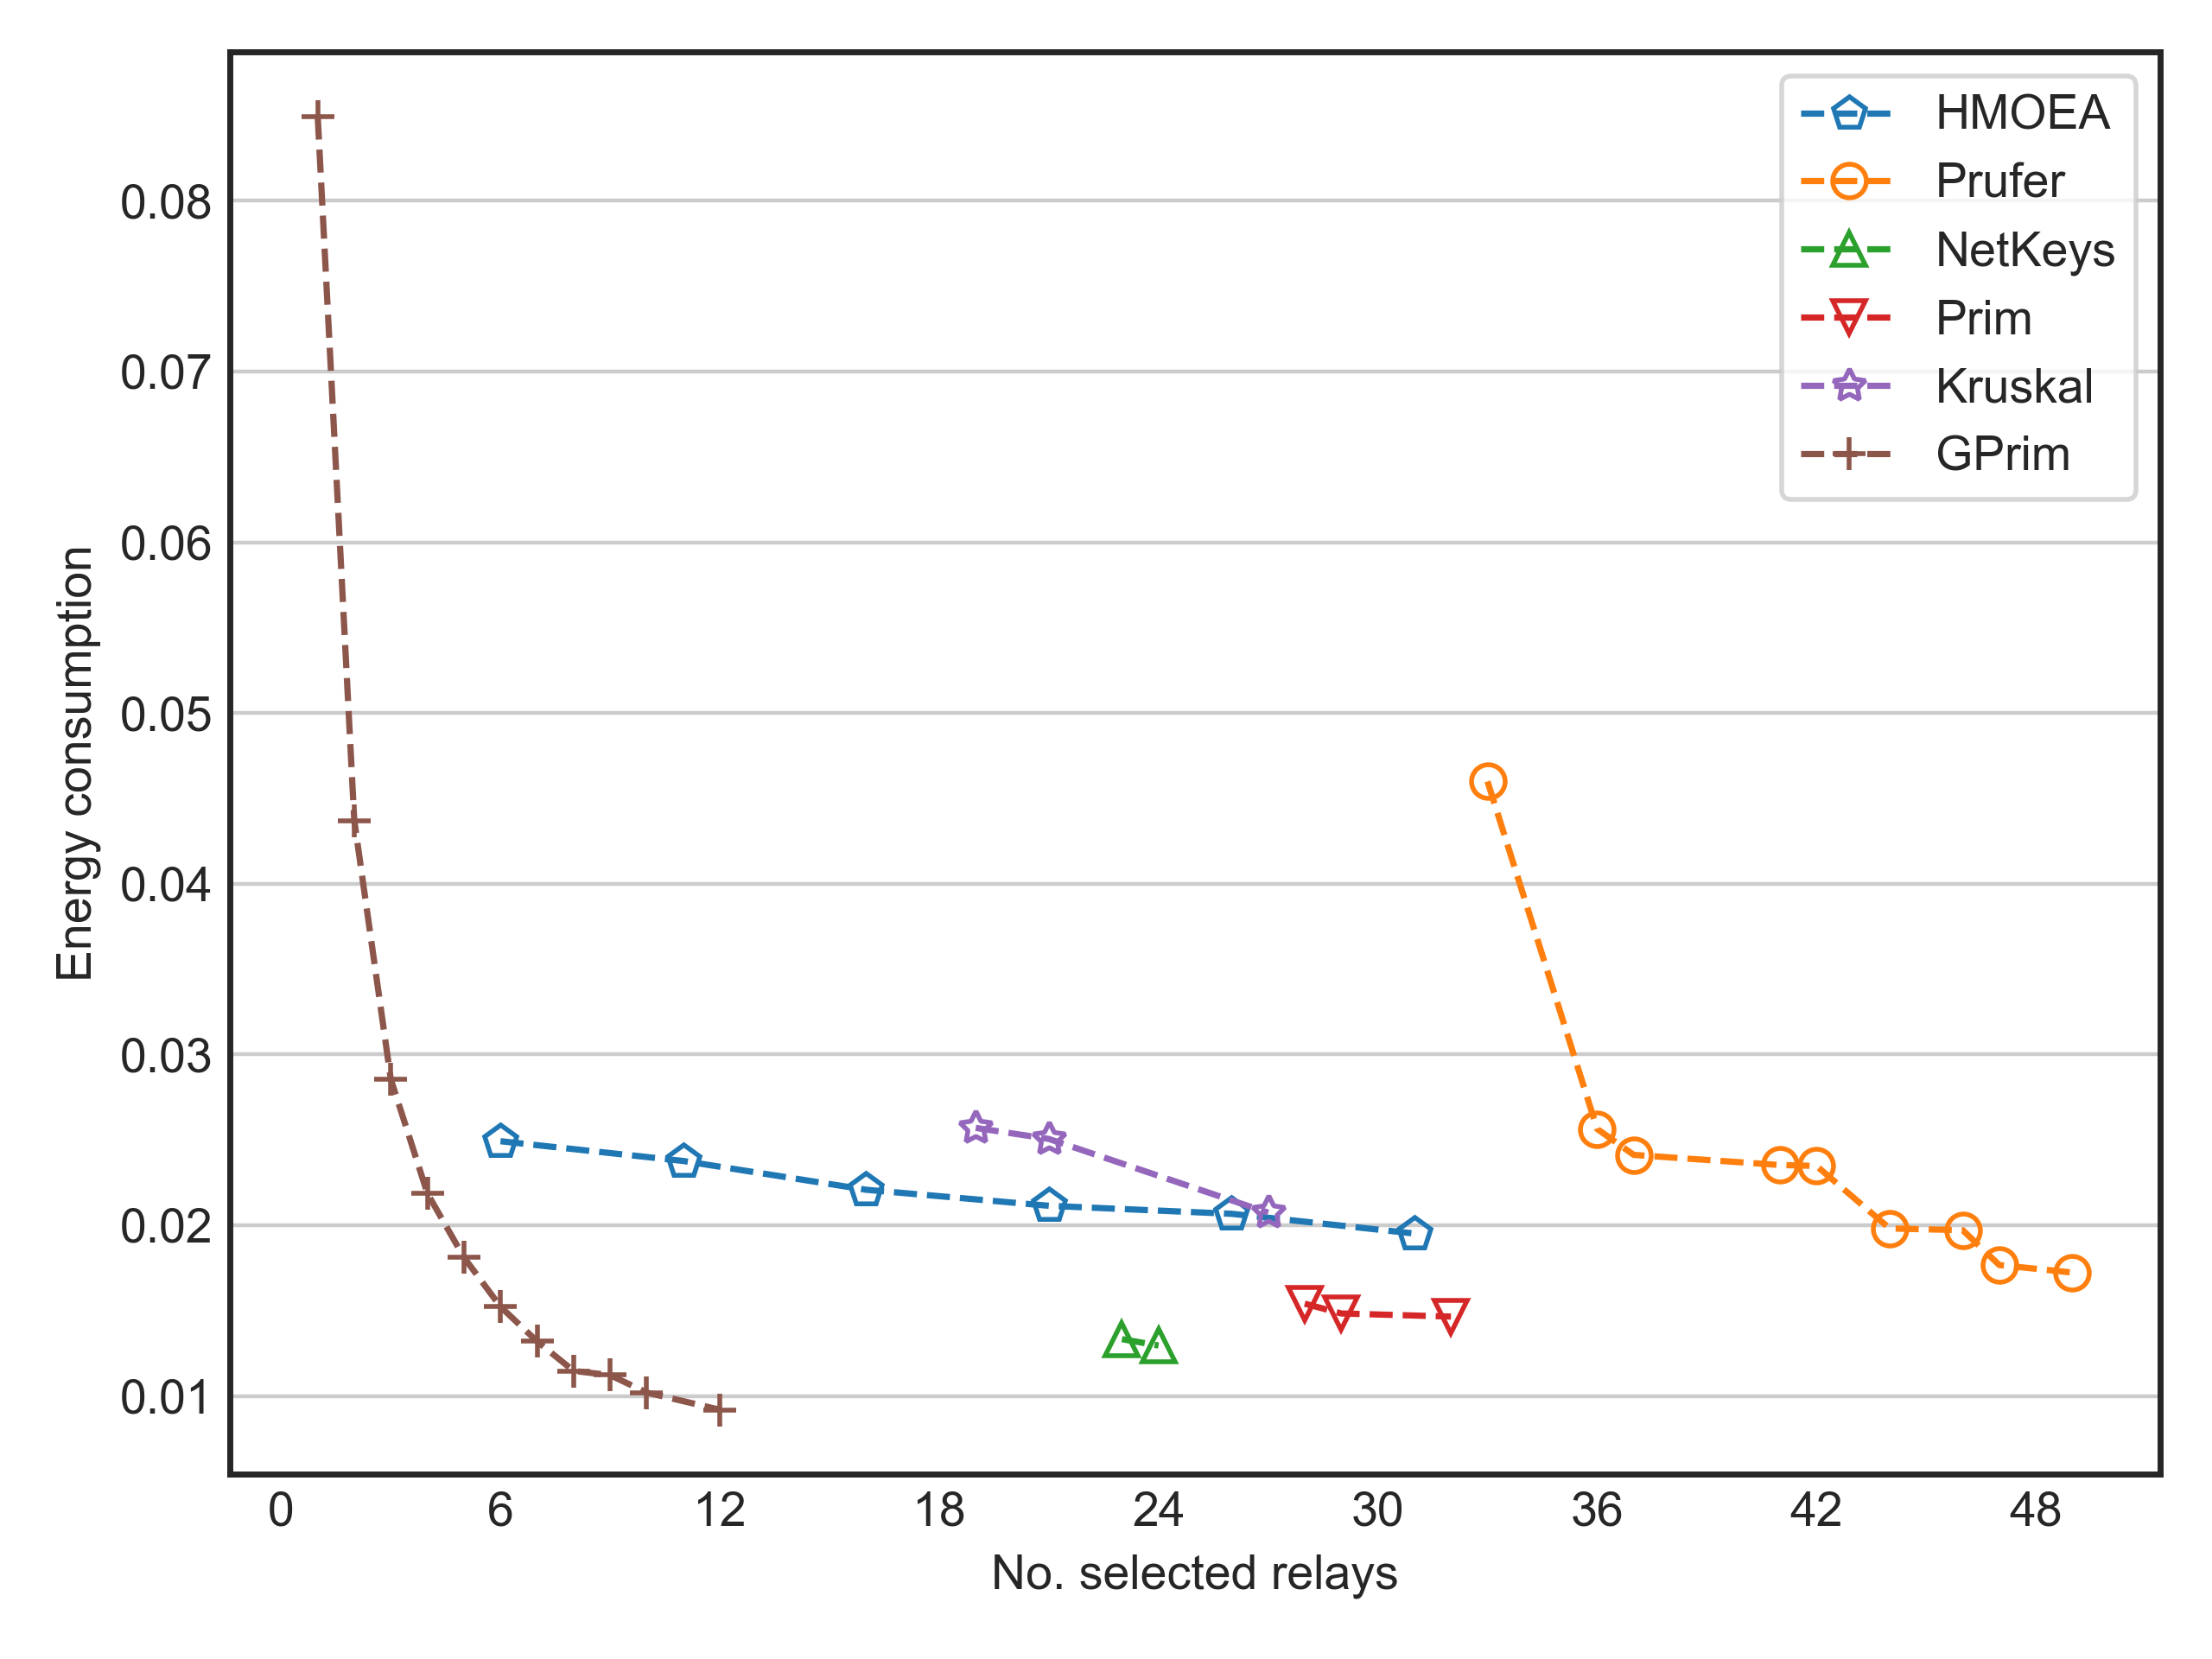 HMOEA
Prufer
NetKeys
Prim
Kruskal
GPrim
Energy consumption
0.08
0.07
0.06
0.05
0.04
0.03
0.02
0.01
0 6 12 18 24 30 36 42 48
No. selected relays